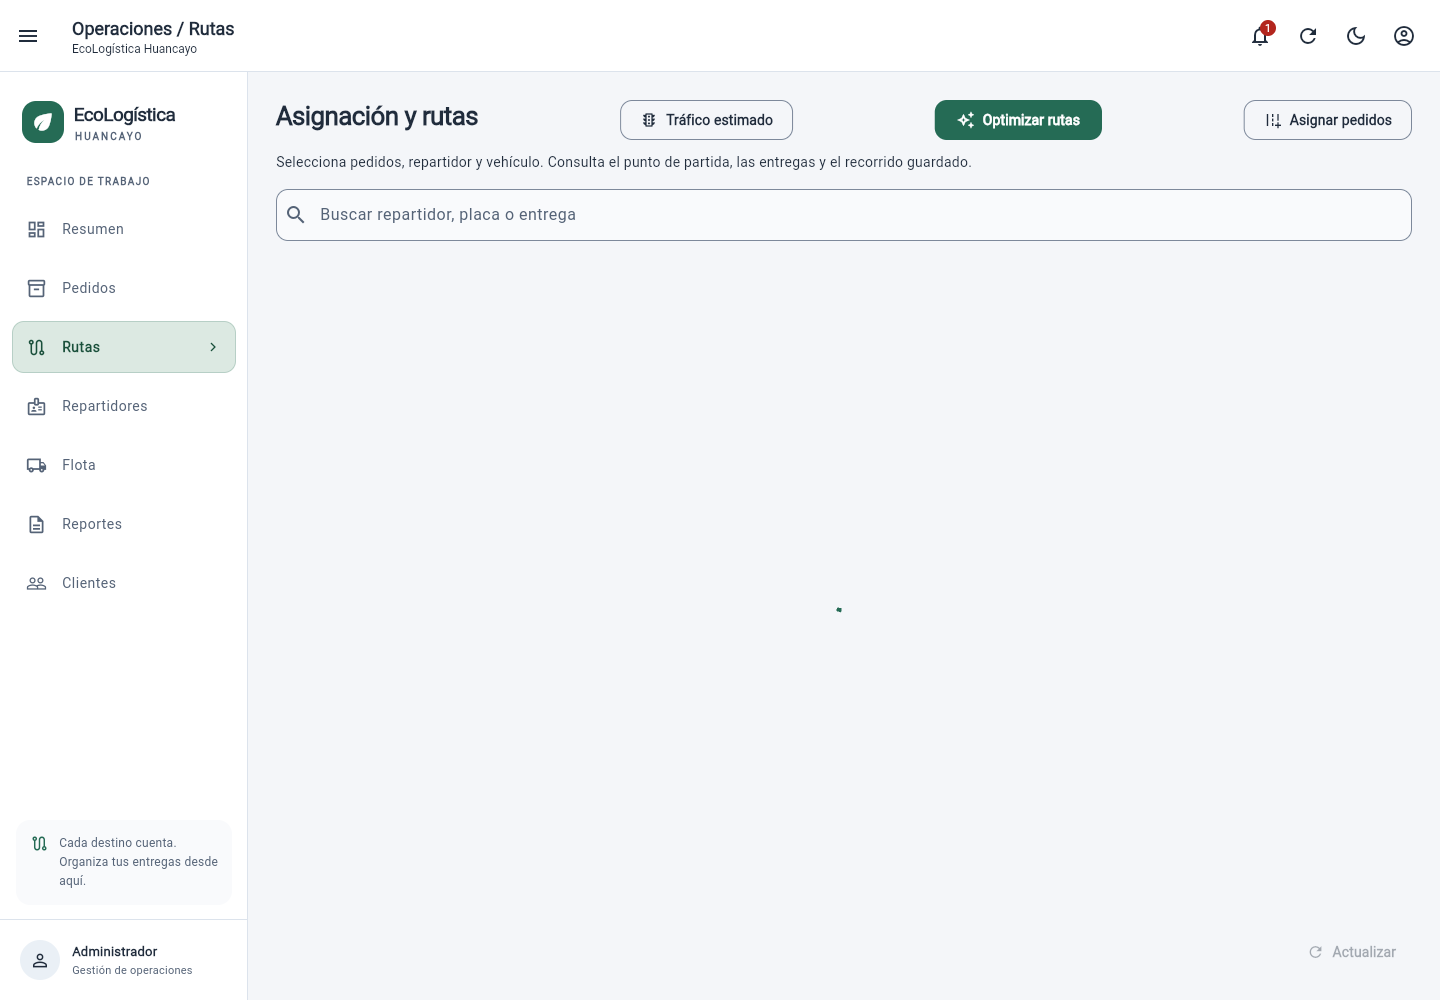 Operaciones / Rutas
EcoLogística Huancayo
1
EcoLogística
HUANCAYO
ESPACIO DE TRABAJO
Resumen
Pedidos
Rutas
Repartidores
Flota
Reportes
Clientes
Cada destino cuenta.
Organiza tus entregas desde
aquí.
Administrador
Gestión de operaciones
Asignación y rutas
Tráfico estimado
Optimizar rutas
Asignar pedidos
Selecciona pedidos, repartidor y vehículo. Consulta el punto de partida, las entregas y el recorrido guardado.
Buscar repartidor, placa o entrega
Actualizar